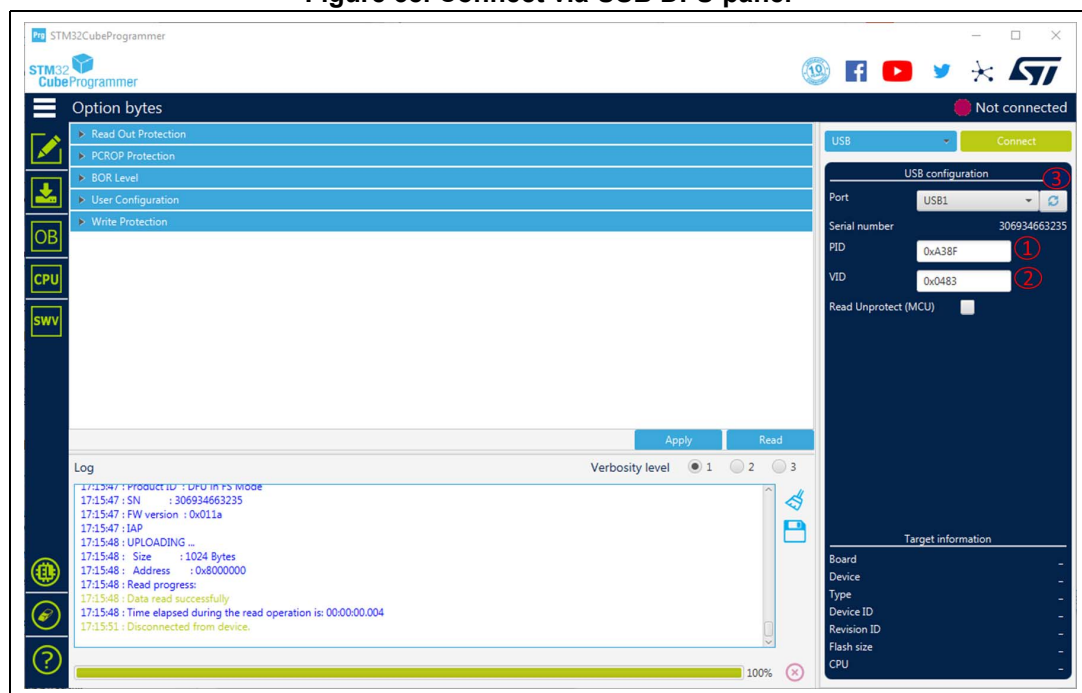 Figure 53. Connect via USB DFU panel
Prg STM32CubeProgrammer
STM32
CubeProgrammer
10
Option bytes
Not connected
Read Out Protection
PCROP Protection
BOR Level
User Configuration
Write Protection
OB
CPU
SWV
USB
Connect
USB configuration
3
Port
USB1
Serial number
306934663235
PID
0xA38F
1
VID
0x0483
2
Read Unprotect (MCU)
Apply
Read
Log
Verbosity level 1 2 3
17:15:47 : Product ID : DFU in FS Mode
17:15:47 : SN : 306934663235
17:15:47 : FW version : 0x011a
17:15:47 : IAP
17:15:48 : UPLOADING ...
17:15:48 : Size : 1024 Bytes
17:15:48 : Address : 0x8000000
17:15:48 : Read progress:
17:15:48 : Data read successfully
17:15:48 : Time elapsed during the read operation is: 00:00:00.004
17:15:51 : Disconnected from device.
100%
Target information
Board –
Device –
Type –
Device ID –
Revision ID –
Flash size –
CPU –